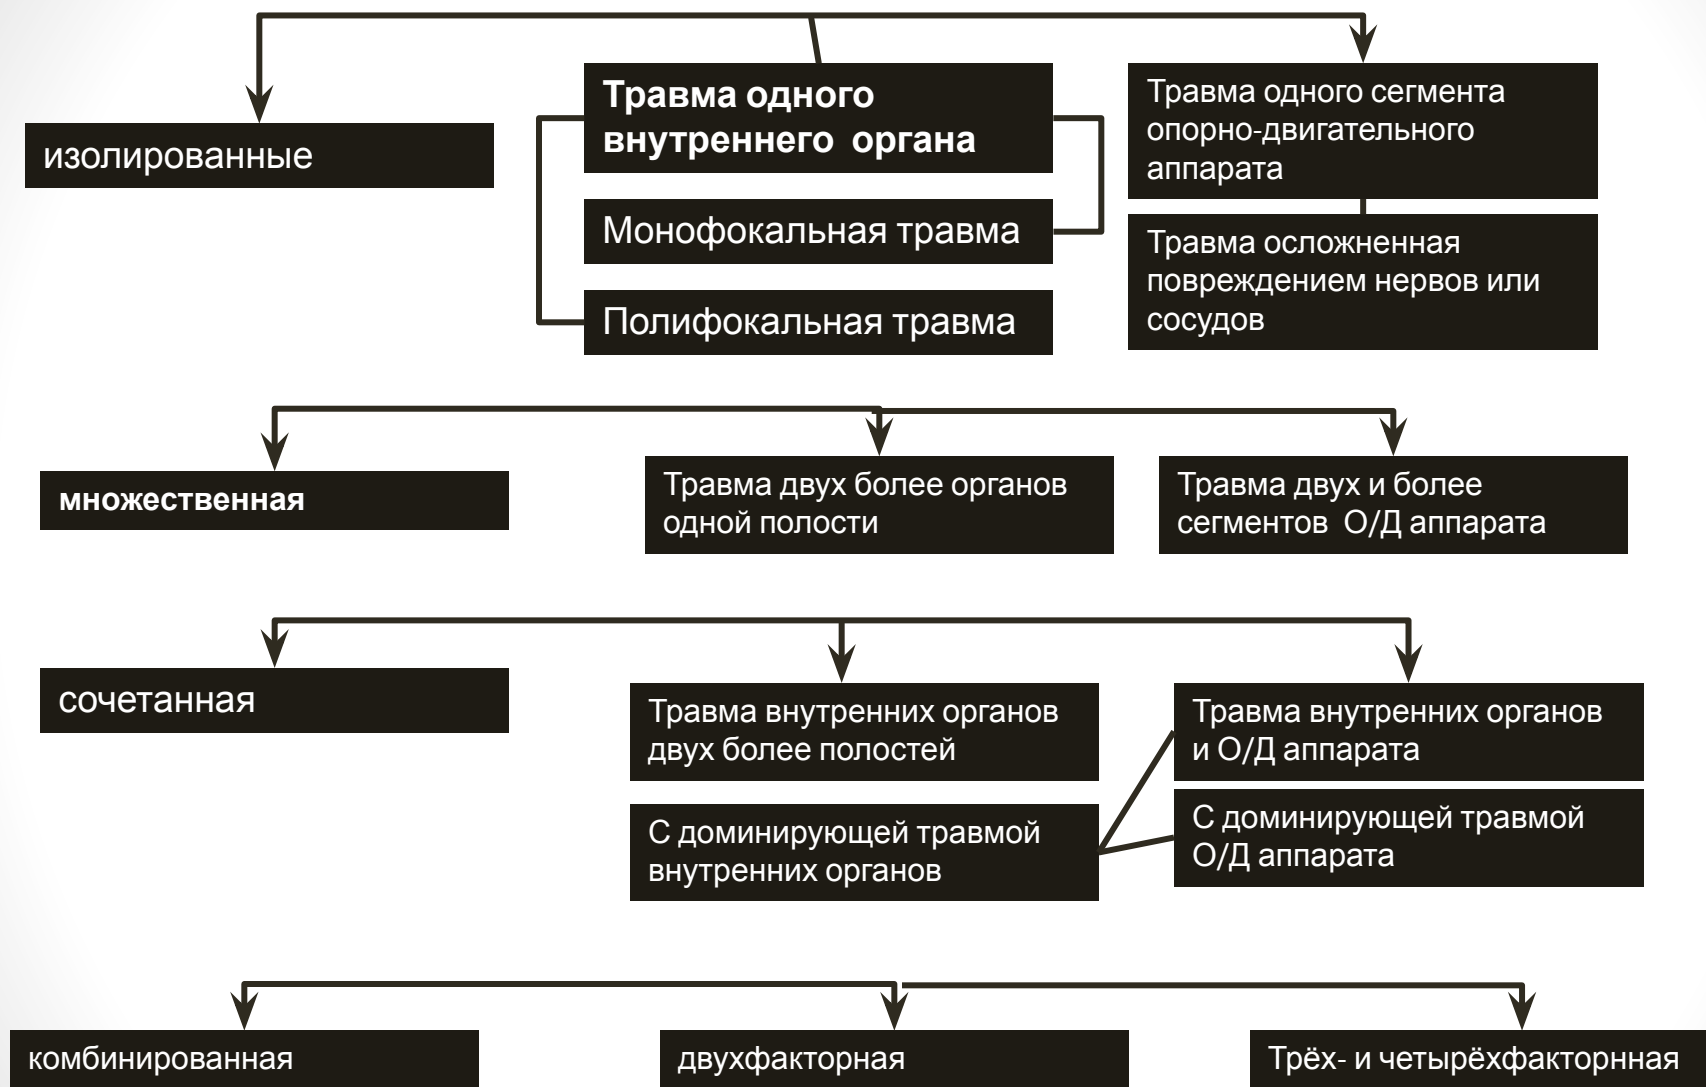 изолированные
Травма одного
внутреннего органа
Монофокальная травма
Полифокальная травма
Травма одного сегмента
опорно-двигательного
аппарата
Травма осложненная
повреждением нервов или
сосудов
множественная
Травма двух более органов
одной полости
Травма двух и более
сегментов О/Д аппарата
сочетанная
Травма внутренних органов
двух более полостей
С доминирующей травмой
внутренних органов
Травма внутренних органов
и О/Д аппарата
С доминирующей травмой
О/Д аппарата
комбинированная
двухфакторная
Трёх- и четырёхфакторнная